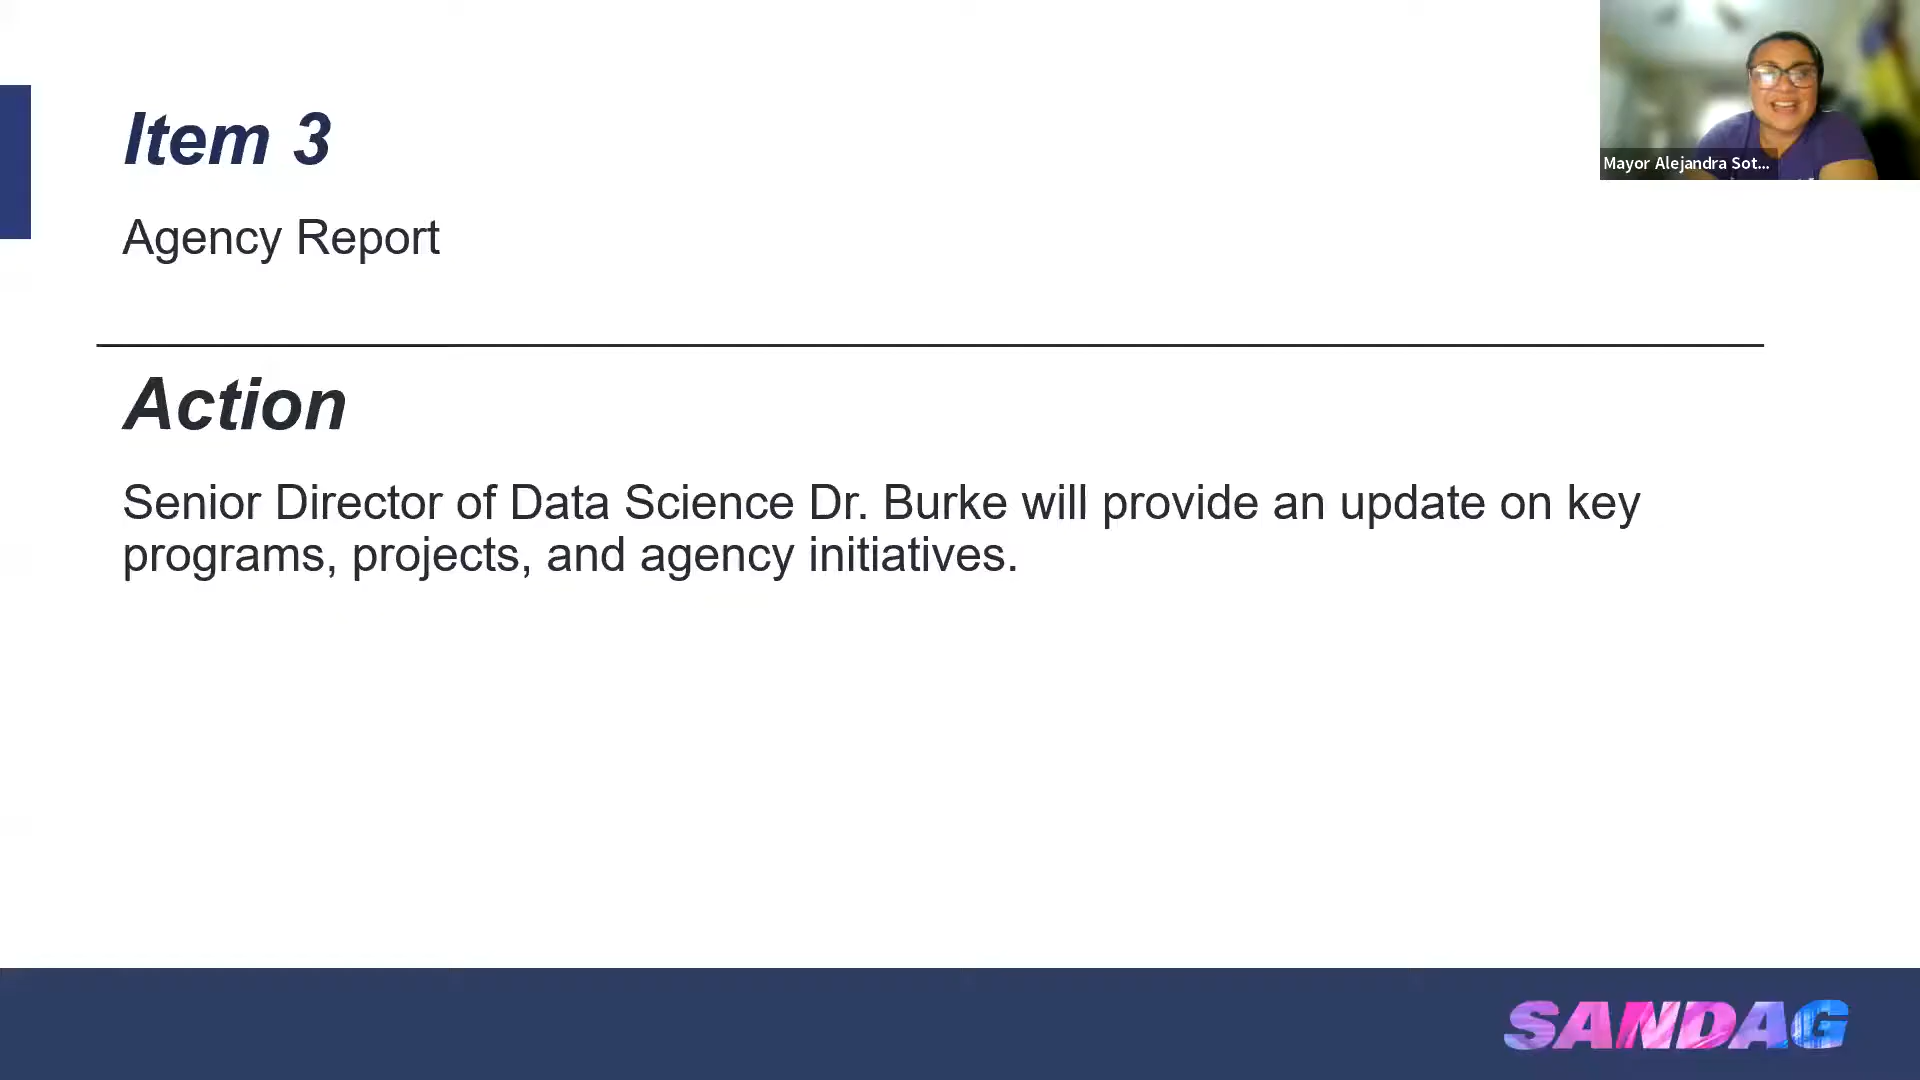 Item 3
Agency Report
Action
Senior Director of Data Science Dr. Burke will provide an update on key
programs, projects, and agency initiatives.
Mayor Alejandra Sot...
SANDAG